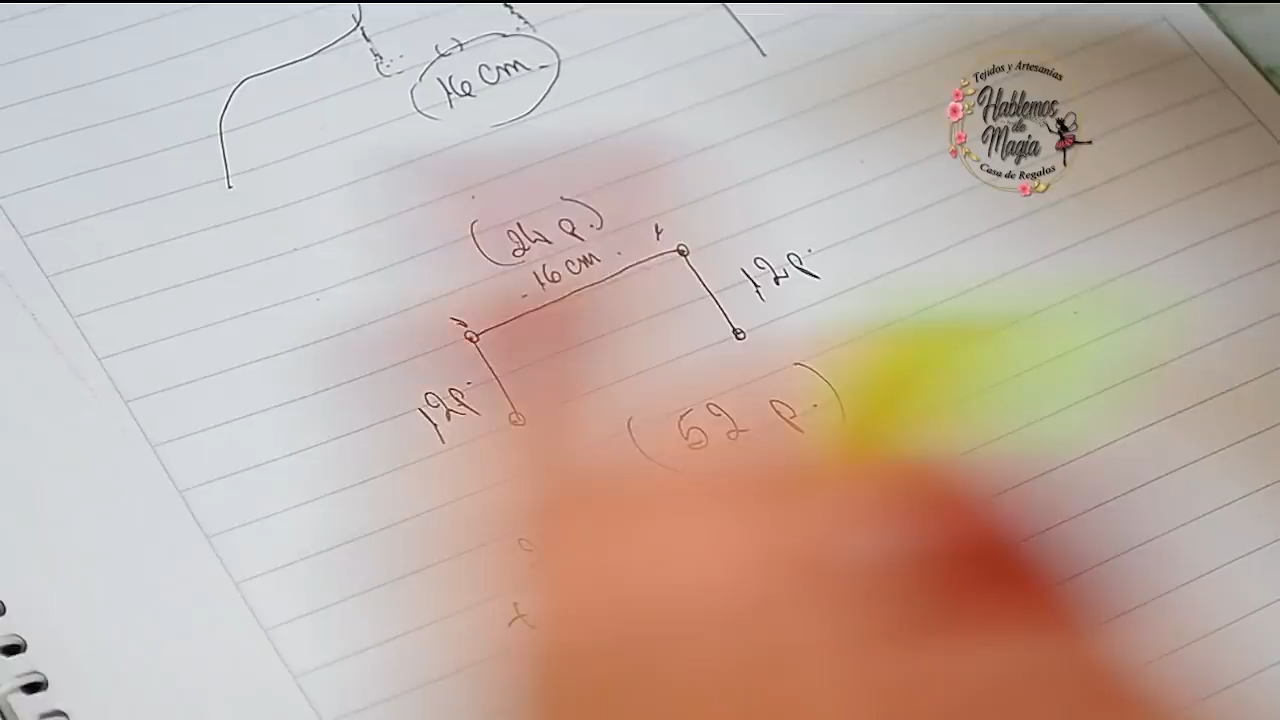 16 cm.
Tejidos y Artesanías
Hablemos
de
Magia
Casa de Regalos
(24 p.)
16 cm.
12 p.
12 p.
(52 p.)